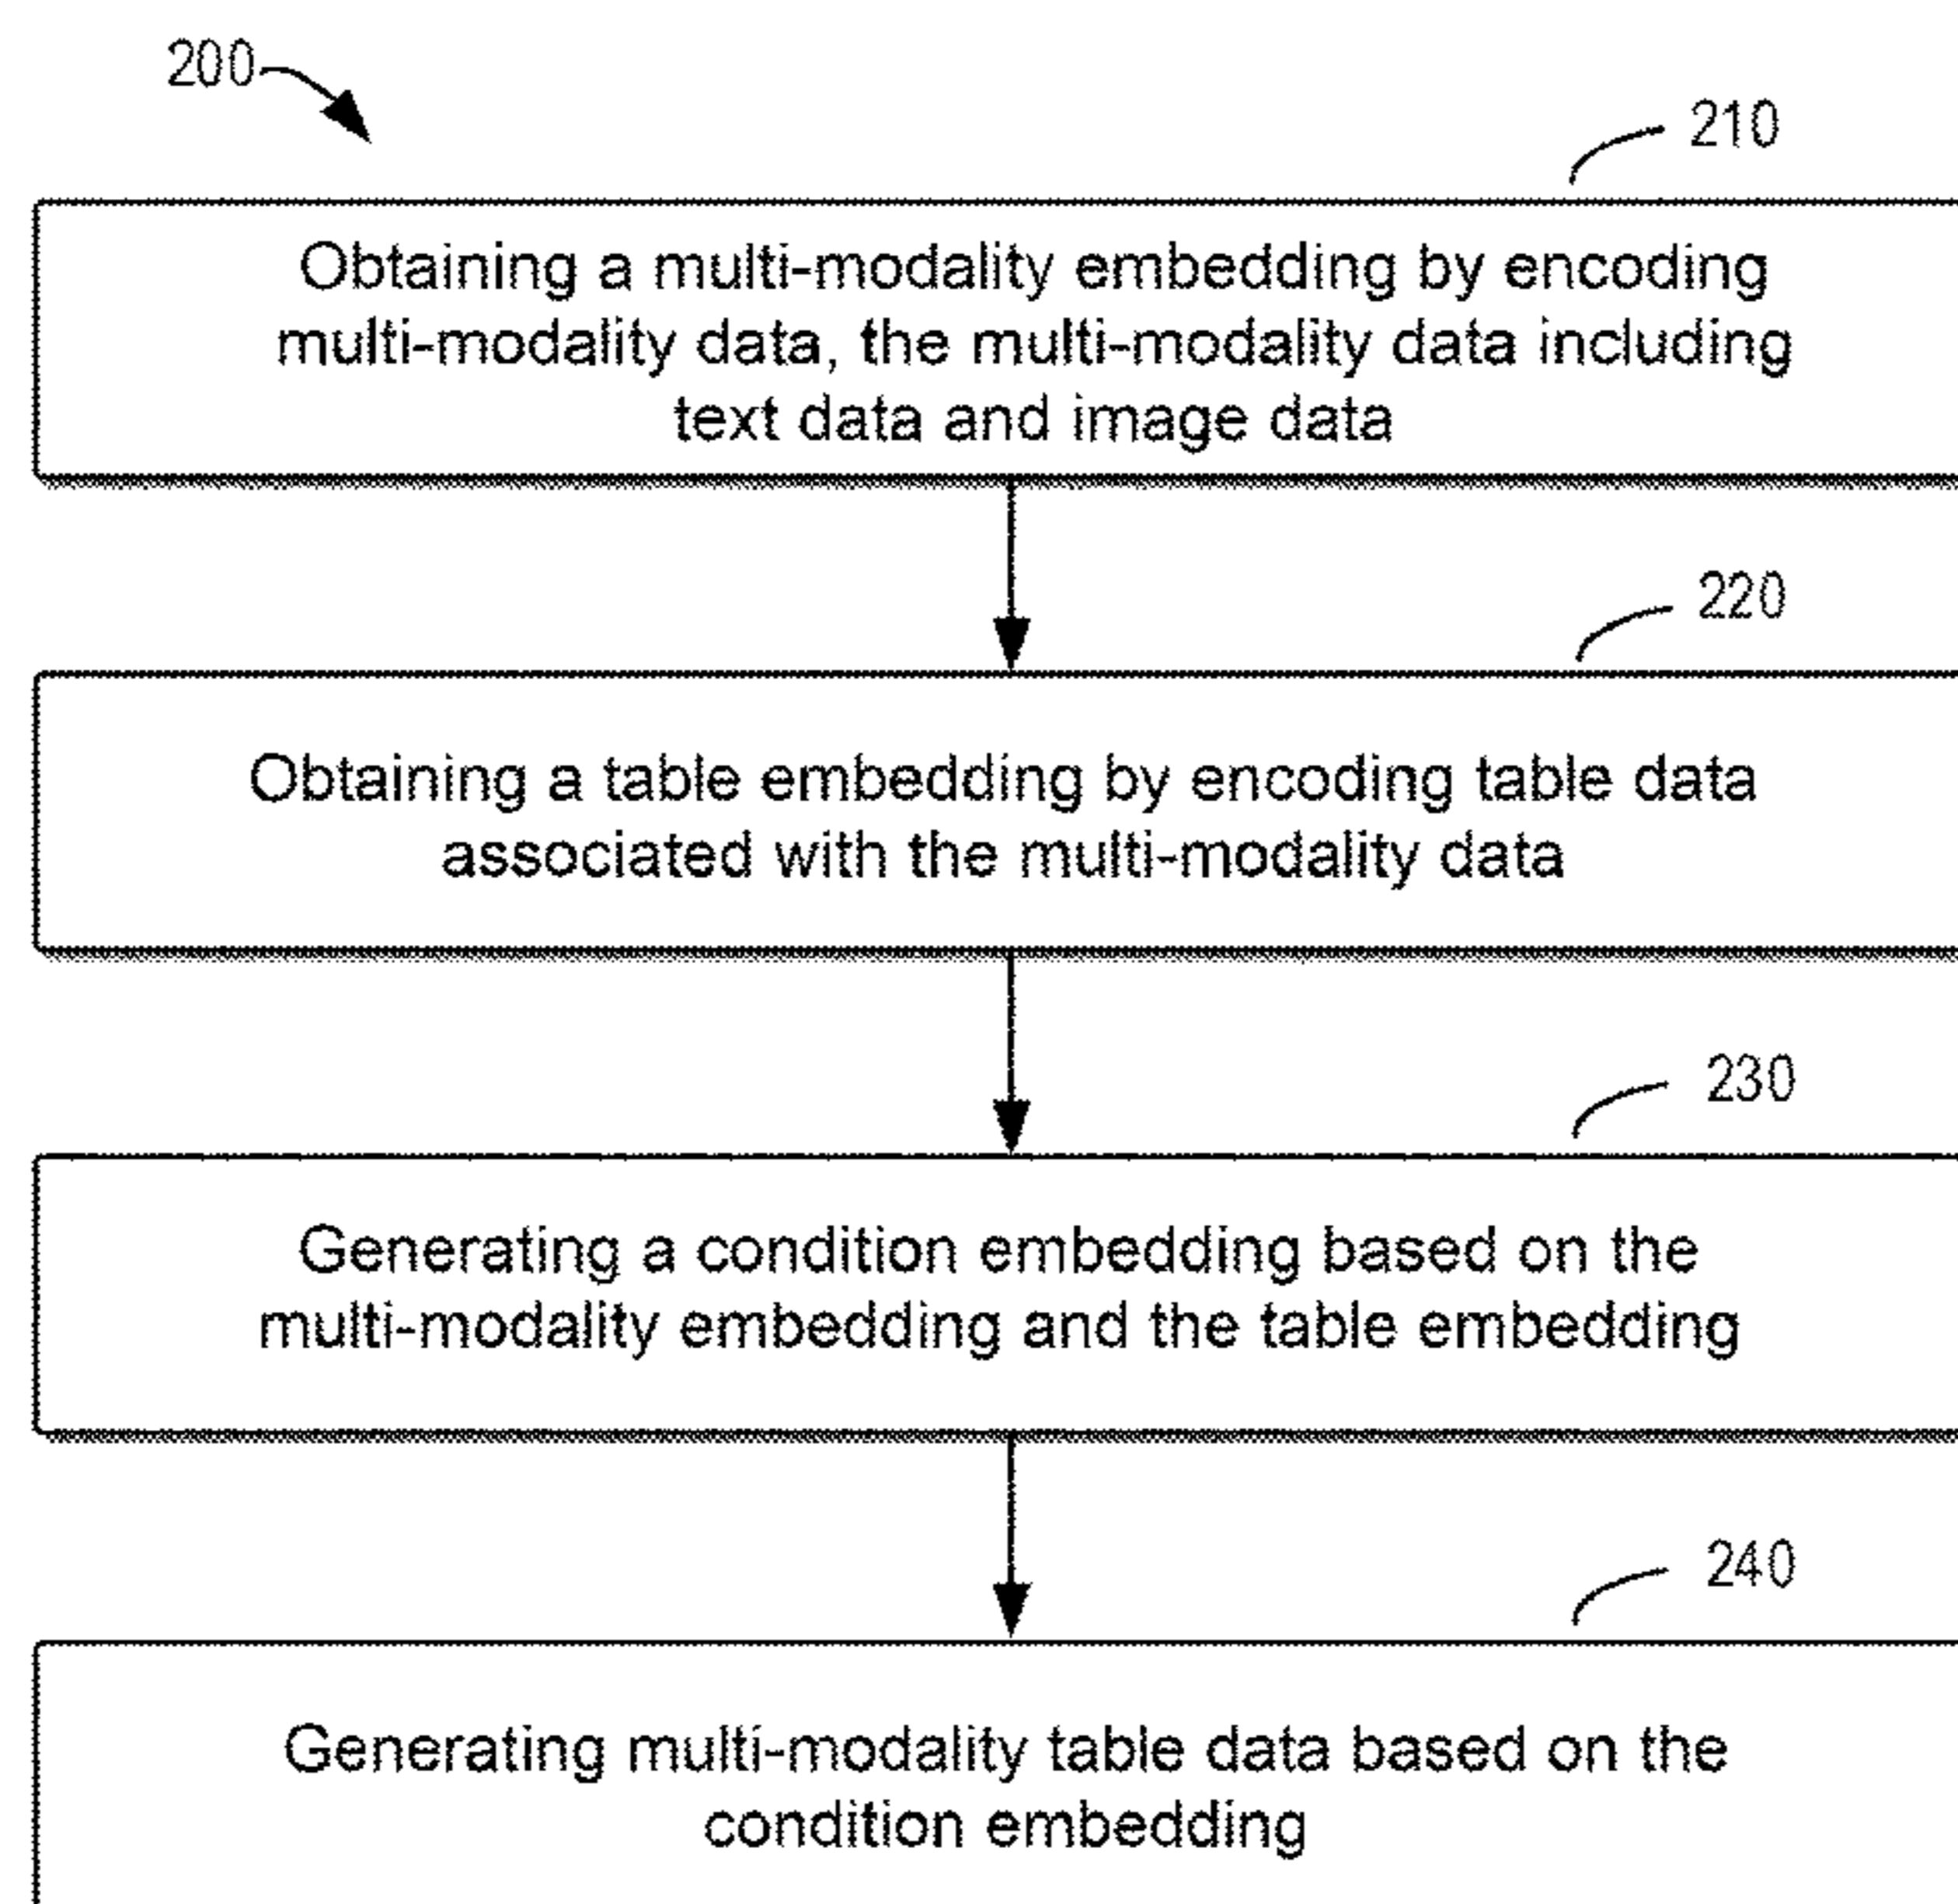 200
210
Obtaining a multi-modality embedding by encoding
multi-modality data, the multi-modality data including
text data and image data
220
Obtaining a table embedding by encoding table data
associated with the multi-modality data
230
Generating a condition embedding based on the
multi-modality embedding and the table embedding
240
Generating multi-modality table data based on the
condition embedding